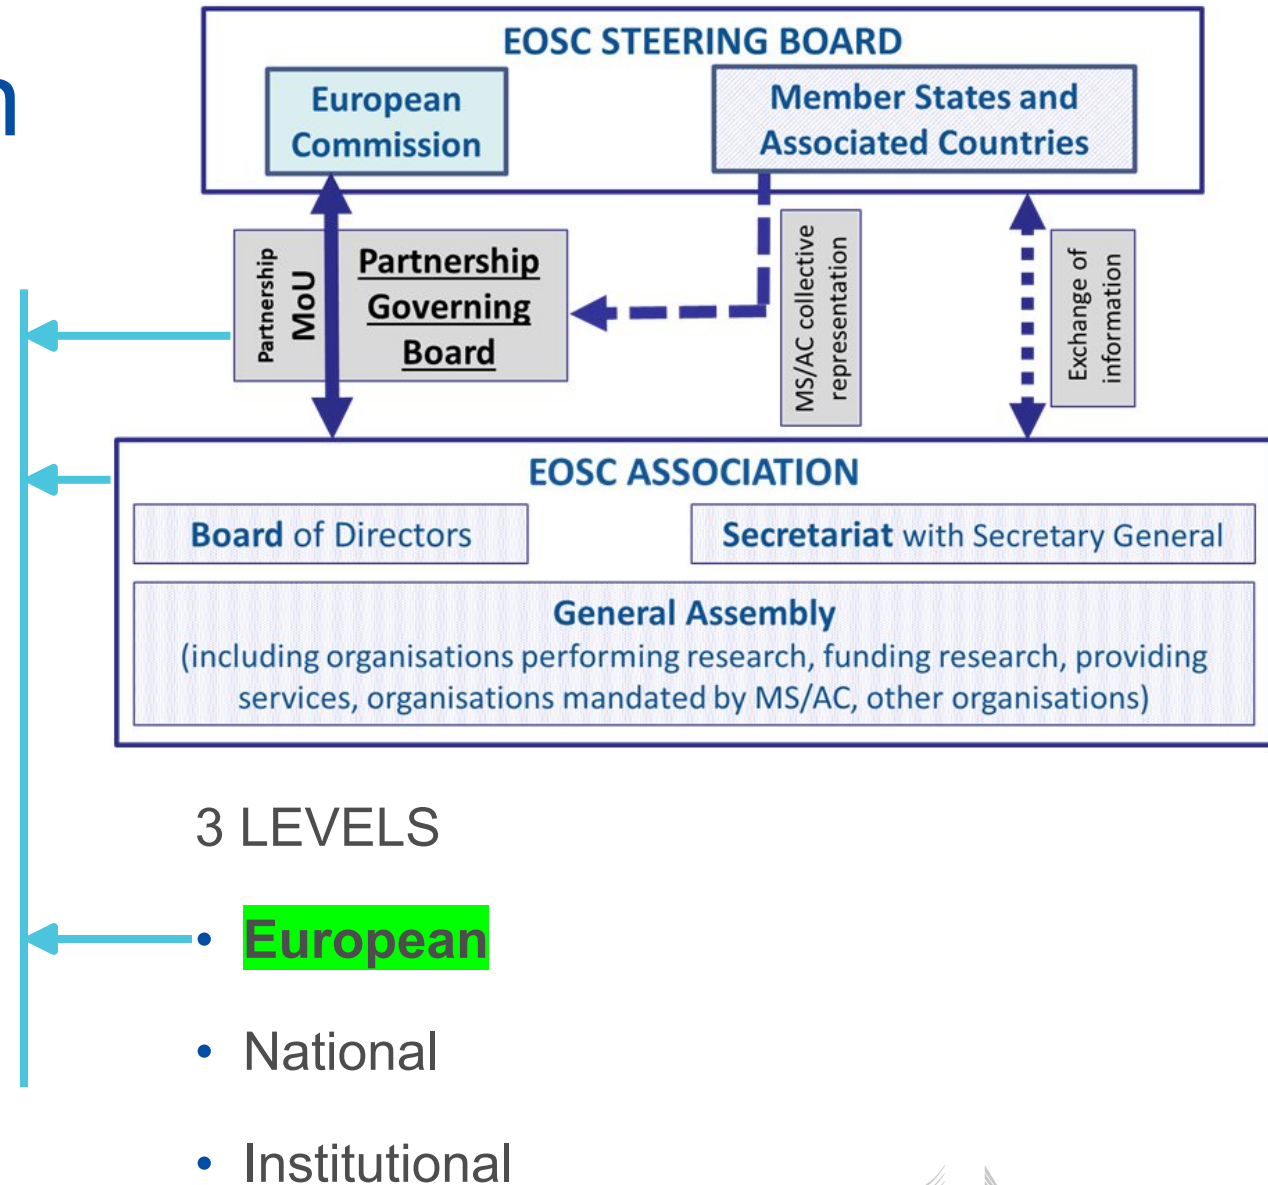 n
EOSC STEERING BOARD
European
Commission
Member States and
Associated Countries
Partnership
MoU
Partnership
Governing
Board
MS/AC collective
representation
Exchange of
information
EOSC ASSOCIATION
Board of Directors
Secretariat with Secretary General
General Assembly
(including organisations performing research, funding research, providing
services, organisations mandated by MS/AC, other organisations)
3 LEVELS
• European
• National
• Institutional